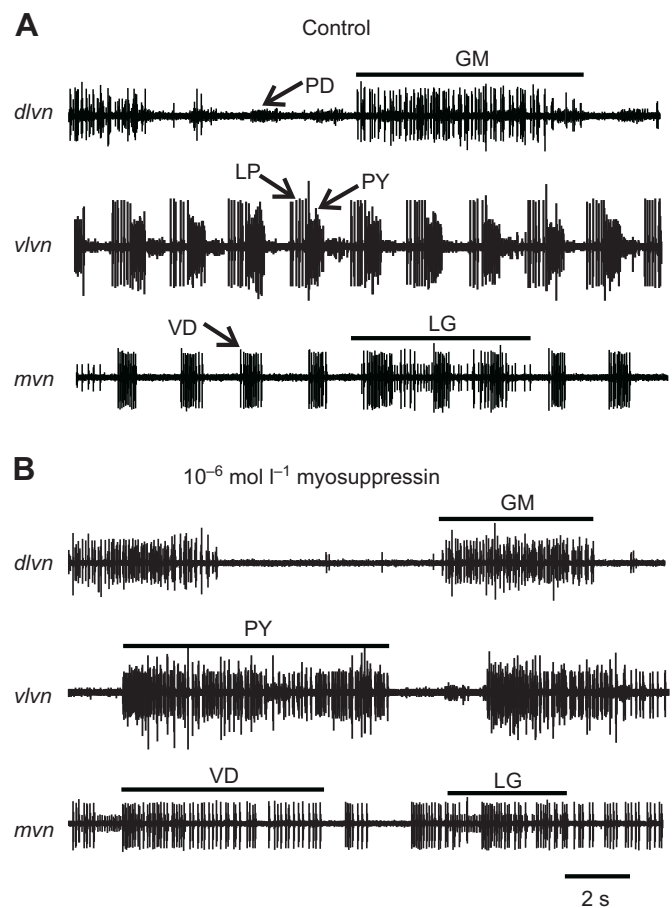 A
Control
GM
PD
dlvn
LP
PY
vlvn
VD
LG
mvn
B
10⁻⁶ mol l⁻¹ myosuppressin
GM
dlvn
PY
vlvn
VD
LG
mvn
2 s